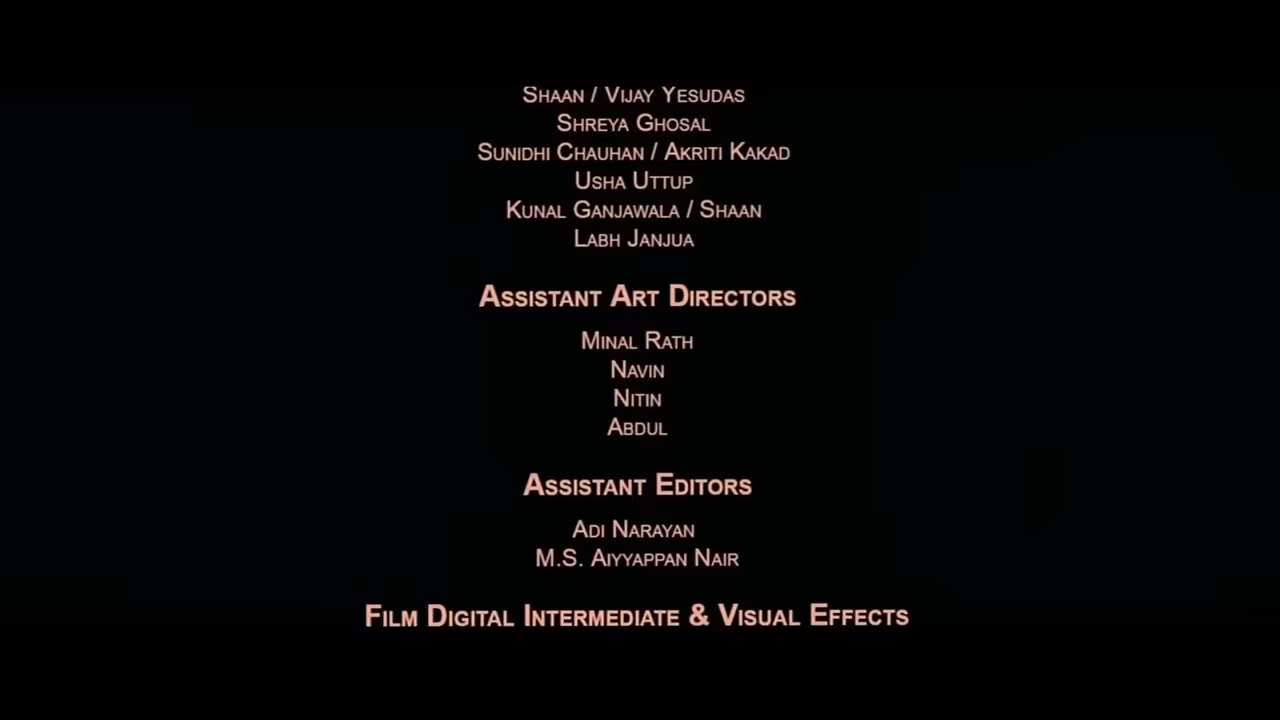 Shaan / Vijay Yesudas
Shreya Ghosal
Sunidhi Chauhan / Akriti Kakad
Usha Uttup
Kunal Ganjawala / Shaan
Labh Janjua
Assistant Art Directors
Minal Rath
Navin
Nitin
Abdul
Assistant Editors
Adi Narayan
M.S. Aiyyappan Nair
Film Digital Intermediate & Visual Effects